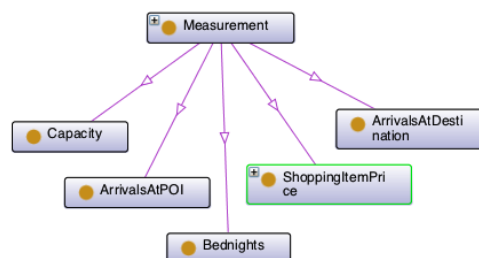 Measurement
Capacity
ArrivalsAtDesti
nation
ArrivalsAtPOI
ShoppingItemPri
ce
Bednights